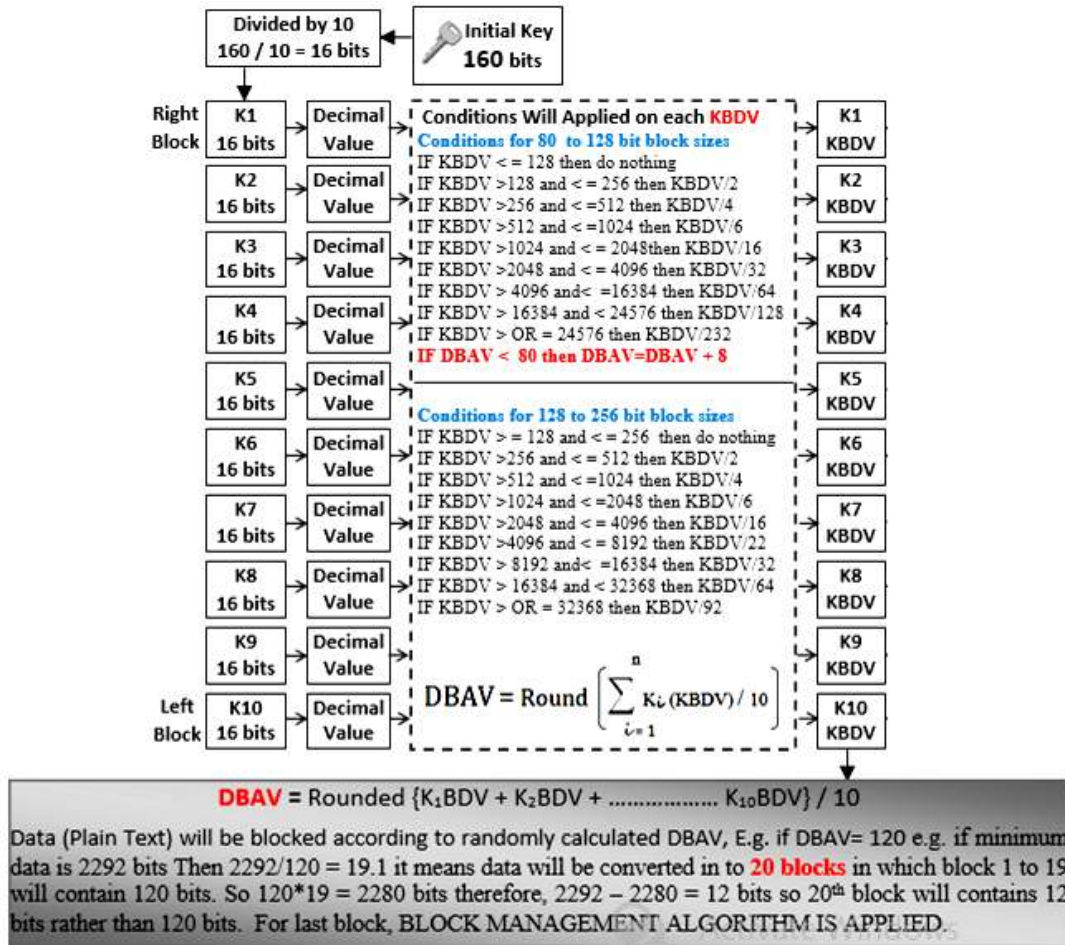 Divided by 10
160 / 10 = 16 bits
Initial Key
160 bits
Right
Block
K1
16 bits
Decimal
Value
K1
KBDV
K2
16 bits
Decimal
Value
K2
KBDV
K3
16 bits
Decimal
Value
K3
KBDV
K4
16 bits
Decimal
Value
K4
KBDV
K5
16 bits
Decimal
Value
K5
KBDV
K6
16 bits
Decimal
Value
K6
KBDV
K7
16 bits
Decimal
Value
K7
KBDV
K8
16 bits
Decimal
Value
K8
KBDV
K9
16 bits
Decimal
Value
K9
KBDV
Left
Block
K10
16 bits
Decimal
Value
K10
KBDV
Conditions Will Applied on each KBDV
Conditions for 80 to 128 bit block sizes
IF KBDV < = 128 then do nothing
IF KBDV >128 and < = 256 then KBDV/2
IF KBDV >256 and < =512 then KBDV/4
IF KBDV >512 and < =1024 then KBDV/6
IF KBDV >1024 and < = 2048then KBDV/16
IF KBDV >2048 and < = 4096 then KBDV/32
IF KBDV > 4096 and< =16384 then KBDV/64
IF KBDV > 16384 and < 24576 then KBDV/128
IF KBDV > OR = 24576 then KBDV/232
IF DBAV < 80 then DBAV=DBAV + 8
Conditions for 128 to 256 bit block sizes
IF KBDV > = 128 and < = 256 then do nothing
IF KBDV >256 and < = 512 then KBDV/2
IF KBDV >512 and < =1024 then KBDV/4
IF KBDV >1024 and < =2048 then KBDV/6
IF KBDV >2048 and < = 4096 then KBDV/16
IF KBDV >4096 and < = 8192 then KBDV/22
IF KBDV > 8192 and< =16384 then KBDV/32
IF KBDV > 16384 and < 32368 then KBDV/64
IF KBDV > OR = 32368 then KBDV/92
DBAV = Round ( n ∑ i=1 Ki (KBDV) / 10 )
DBAV = Rounded {K₁BDV + K₂BDV + ..................... K₁₀BDV} / 10
Data (Plain Text) will be blocked according to randomly calculated DBAV, E.g. if DBAV= 120 e.g. if minimum
data is 2292 bits Then 2292/120 = 19.1 it means data will be converted in to 20 blocks in which block 1 to 19
will contain 120 bits. So 120*19 = 2280 bits therefore, 2292 – 2280 = 12 bits so 20th block will contains 12
bits rather than 120 bits. For last block, BLOCK MANAGEMENT ALGORITHM IS APPLIED.
Activate Windows